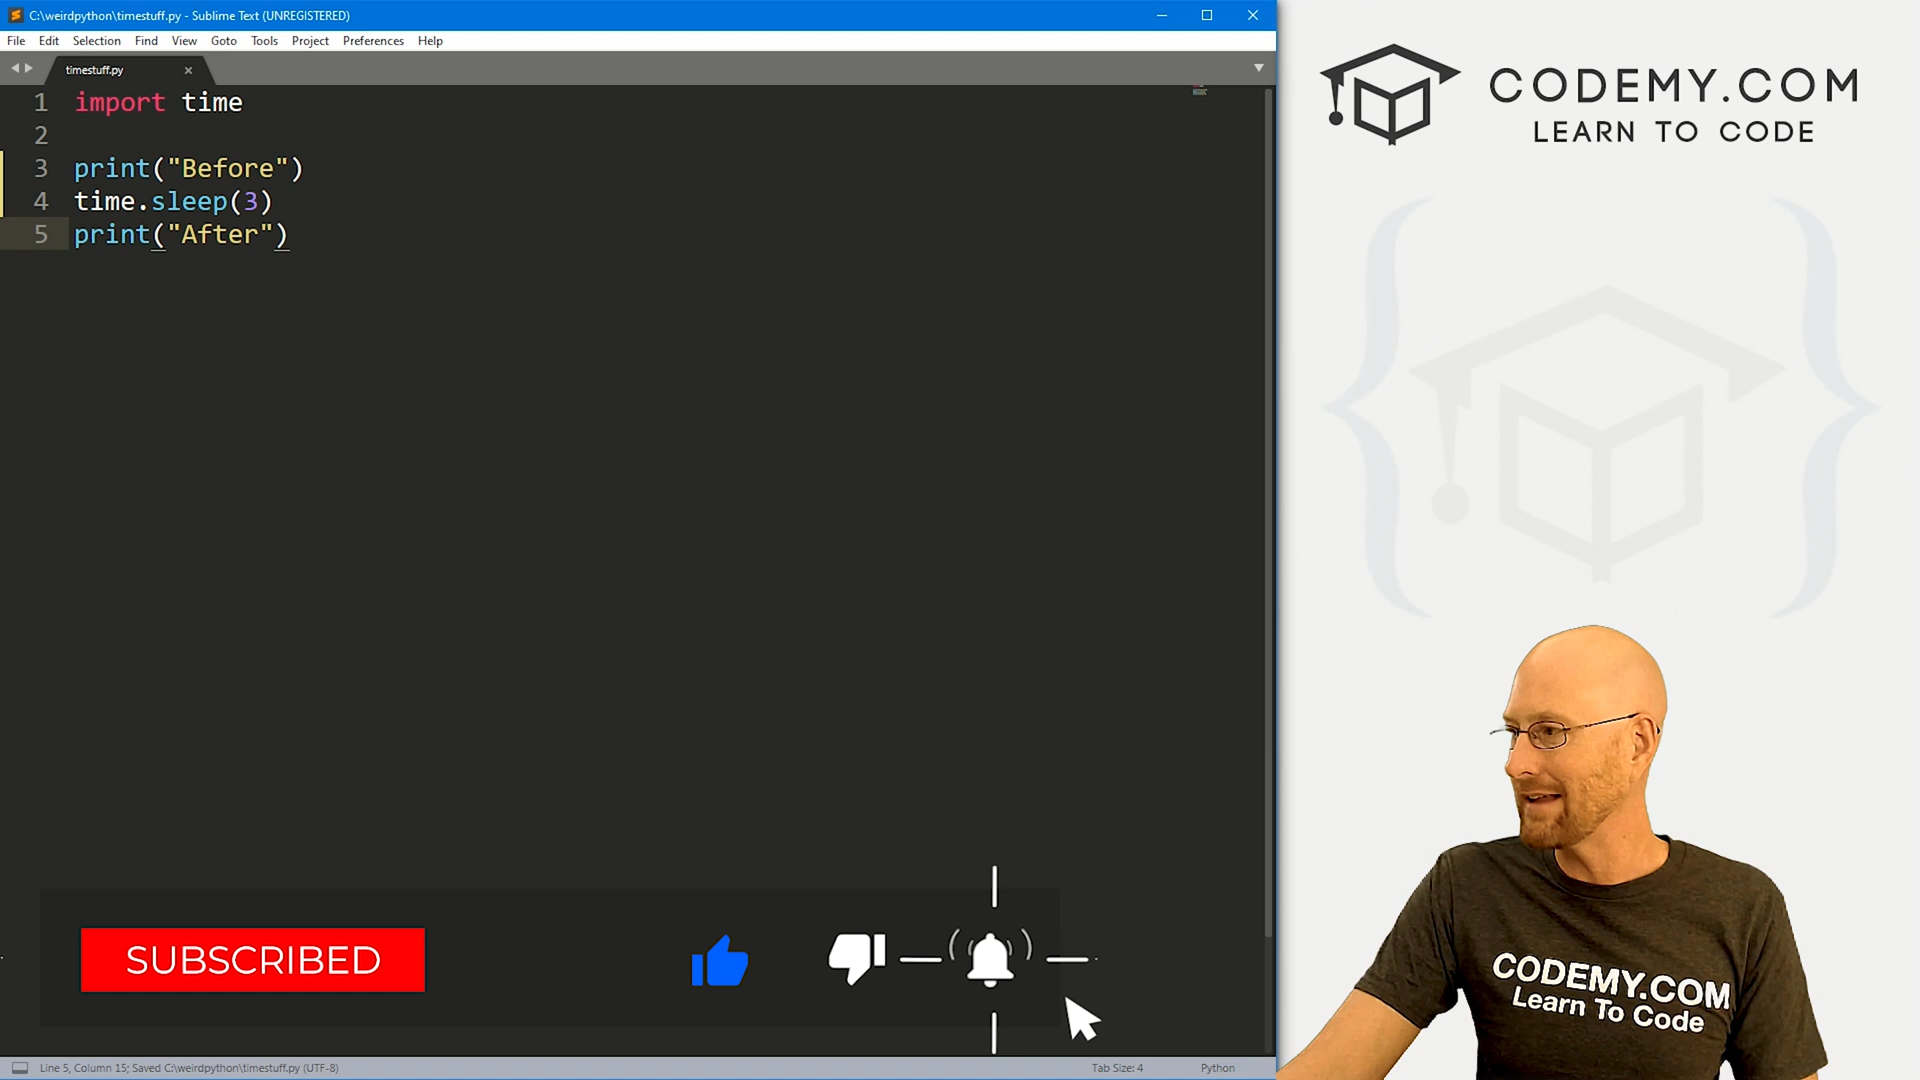 C:\weirdpython\timestuff.py - Sublime Text (UNREGISTERED)
File Edit Selection Find View Goto Tools Project Preferences Help
timestuff.py
1 import time
2
3 print("Before")
4 time.sleep(3)
5 print("After")
SUBSCRIBED
Line 5, Column 15; Saved C:\weirdpython\timestuff.py (UTF-8)
Tab Size: 4
Python
CODEMY.COM
LEARN TO CODE
CODEMY.COM
Learn To Code